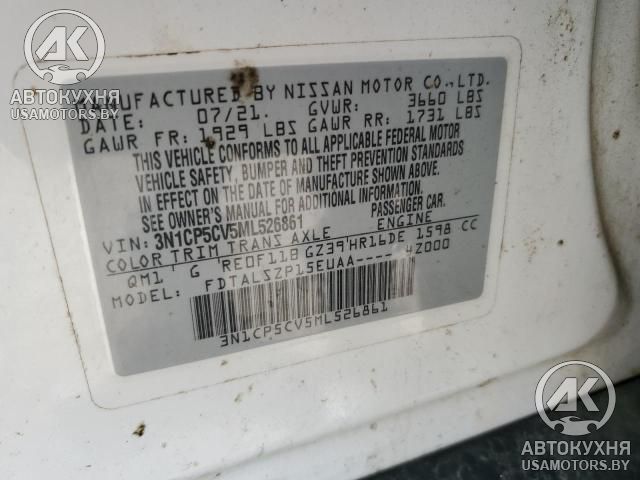 AK
АВТОКУХНЯ
USAMOTORS.BY
MANUFACTURED BY NISSAN MOTOR CO.,LTD.
DATE: 07/21. GVWR: 3660 LBS
GAWR FR: 1929 LBS GAWR RR: 1731 LBS
THIS VEHICLE CONFORMS TO ALL APPLICABLE FEDERAL MOTOR
VEHICLE SAFETY, BUMPER AND THEFT PREVENTION STANDARDS
IN EFFECT ON THE DATE OF MANUFACTURE SHOWN ABOVE.
SEE OWNER'S MANUAL FOR ADDITIONAL INFORMATION.
VIN: 3N1CP5CV5ML526861 PASSENGER CAR.
COLOR TRIM TRANS AXLE ENGINE
QM1 G RE0F11B GZ39 HR16DE 1598 CC
MODEL: FDTALSZP15EUAA---- 4Z000
3N1CP5CV5ML526861
AK
АВТОКУХНЯ
USAMOTORS.BY